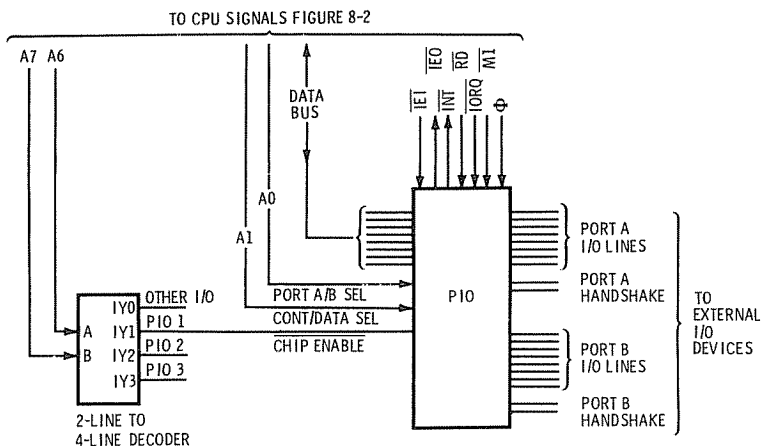 TO CPU SIGNALS FIGURE 8-2
A7 A6
DATA
BUS
IEI
IEO
INT
RD
IORQ
M1
Φ
A0
A1
PORT A
I/O LINES
PORT A/B SEL
PIO
PORT A
HANDSHAKE
TO
EXTERNAL
I/O
DEVICES
CONT/DATA SEL
CHIP ENABLE
A
B
IY0 OTHER I/O
IY1 PIO 1
IY2 PIO 2
IY3 PIO 3
PORT B
I/O LINES
PORT B
HANDSHAKE
2-LINE TO
4-LINE DECODER